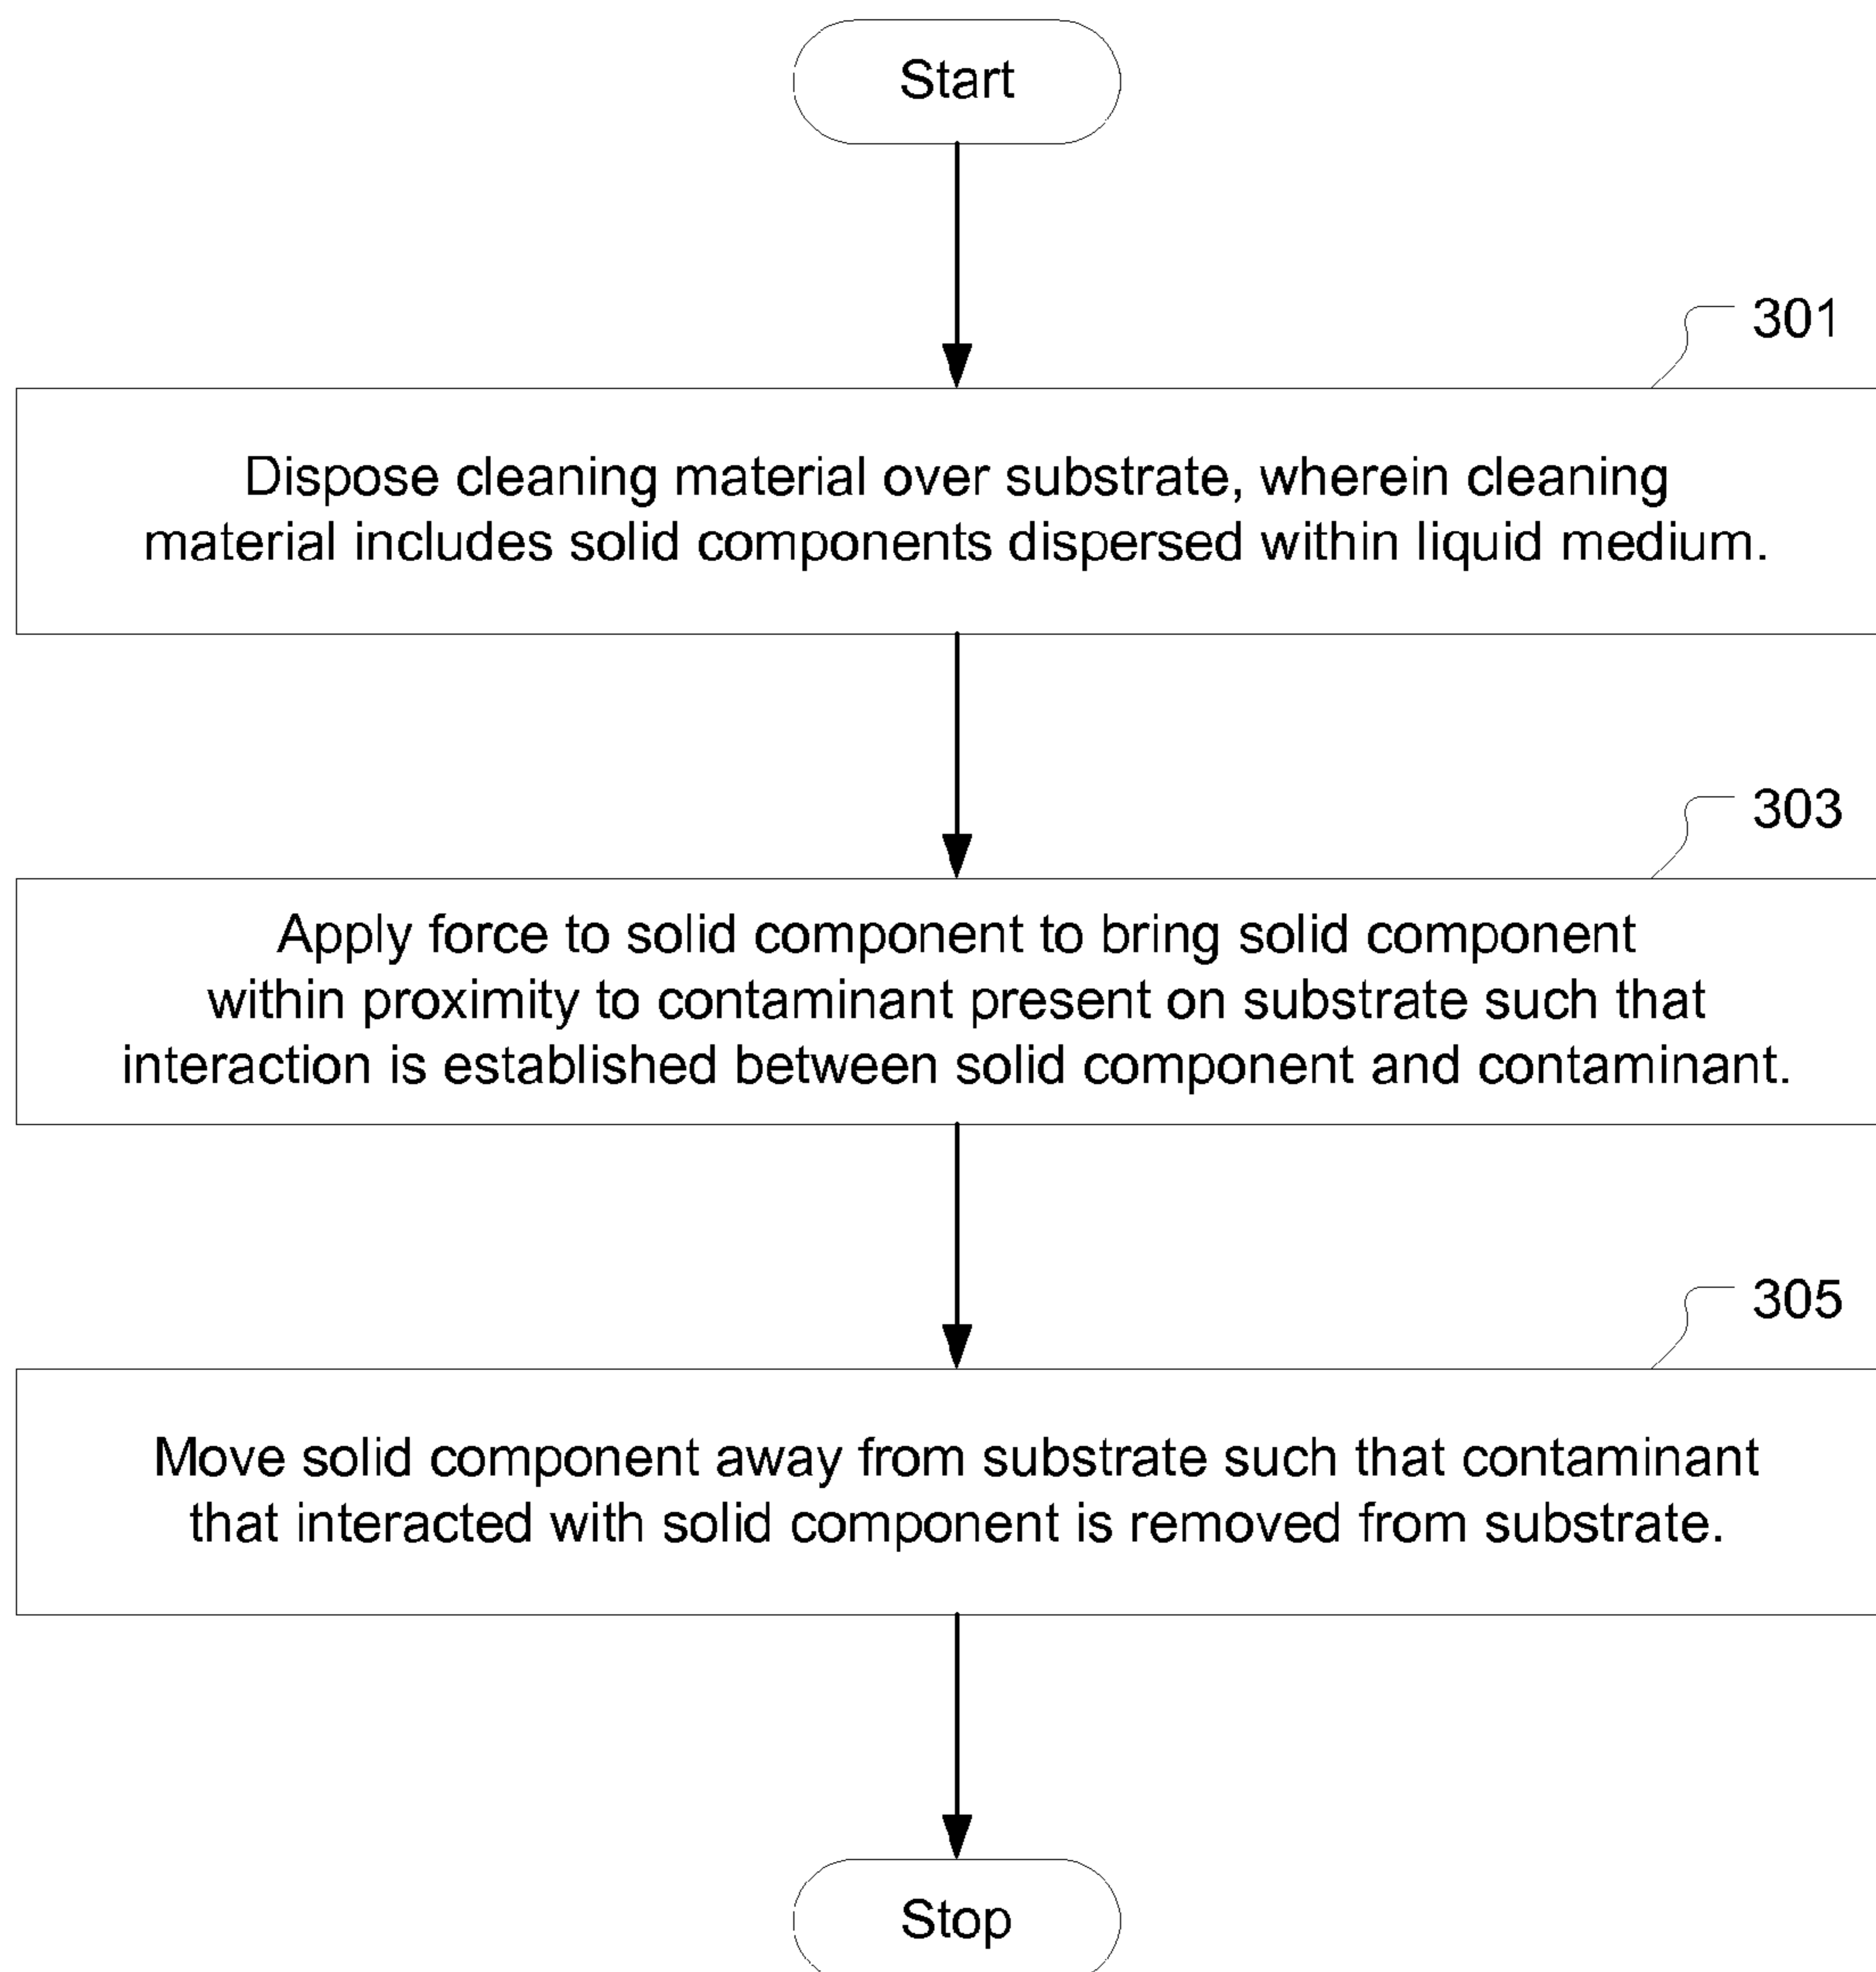 Start
301
Dispose cleaning material over substrate, wherein cleaning
material includes solid components dispersed within liquid medium.
303
Apply force to solid component to bring solid component
within proximity to contaminant present on substrate such that
interaction is established between solid component and contaminant.
305
Move solid component away from substrate such that contaminant
that interacted with solid component is removed from substrate.
Stop